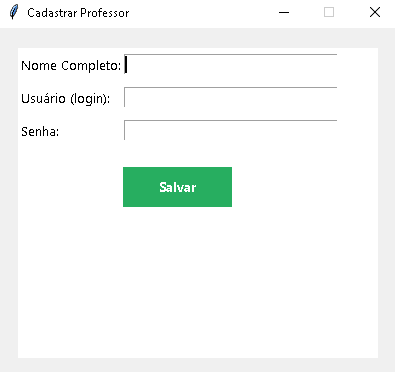 Cadastrar Professor
Nome Completo:
Usuário (login):
Senha:
Salvar